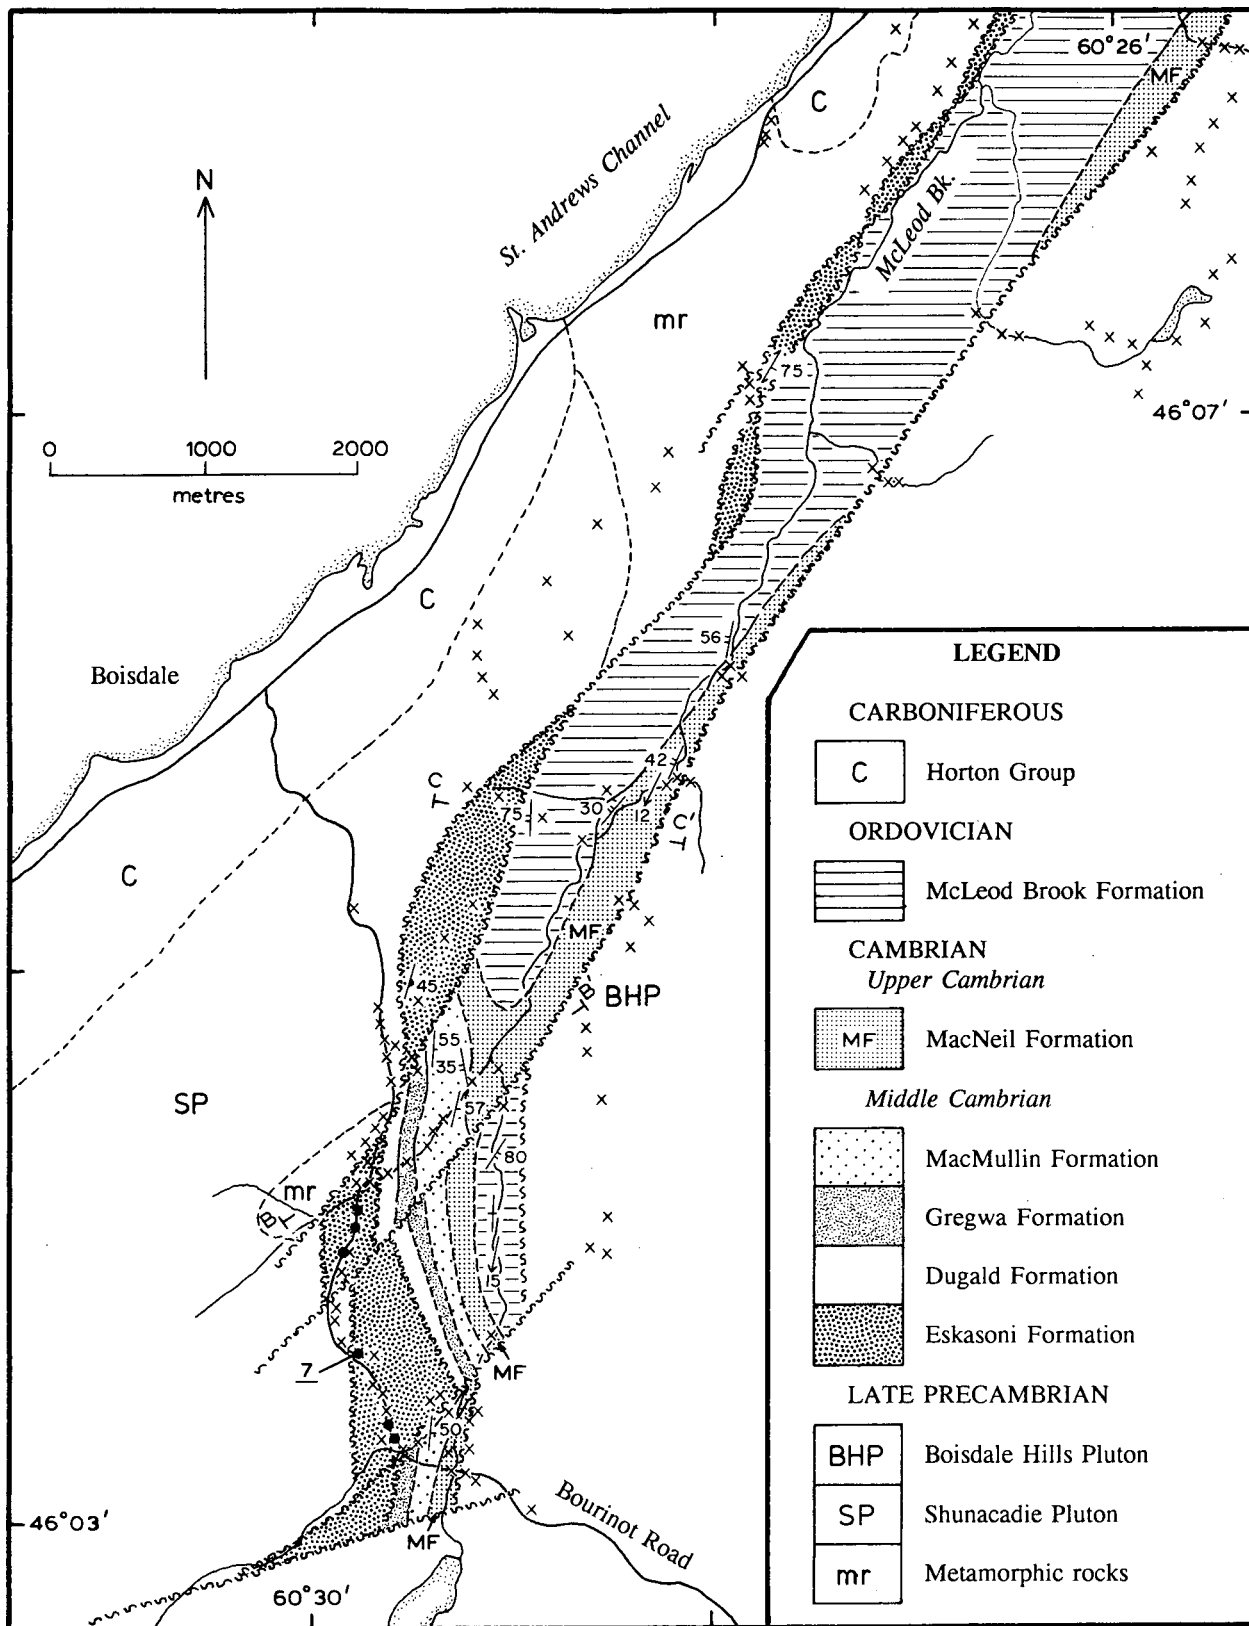 60°26′
MF
C
St. Andrews Channel
N
McLeod Bk.
mr
75
46°07′
0 1000 2000
metres
C
56
Boisdale
42
C
T
75
30
12
C′
T′
C
MF
45
B′
T′
BHP
55
35
SP
57
80
mr
B
T
5
7
MF
50
Bourinot Road
46°03′
MF
60°30′
LEGEND
CARBONIFEROUS
C Horton Group
ORDOVICIAN
McLeod Brook Formation
CAMBRIAN
Upper Cambrian
MF MacNeil Formation
Middle Cambrian
MacMullin Formation
Gregwa Formation
Dugald Formation
Eskasoni Formation
LATE PRECAMBRIAN
BHP Boisdale Hills Pluton
SP Shunacadie Pluton
mr Metamorphic rocks